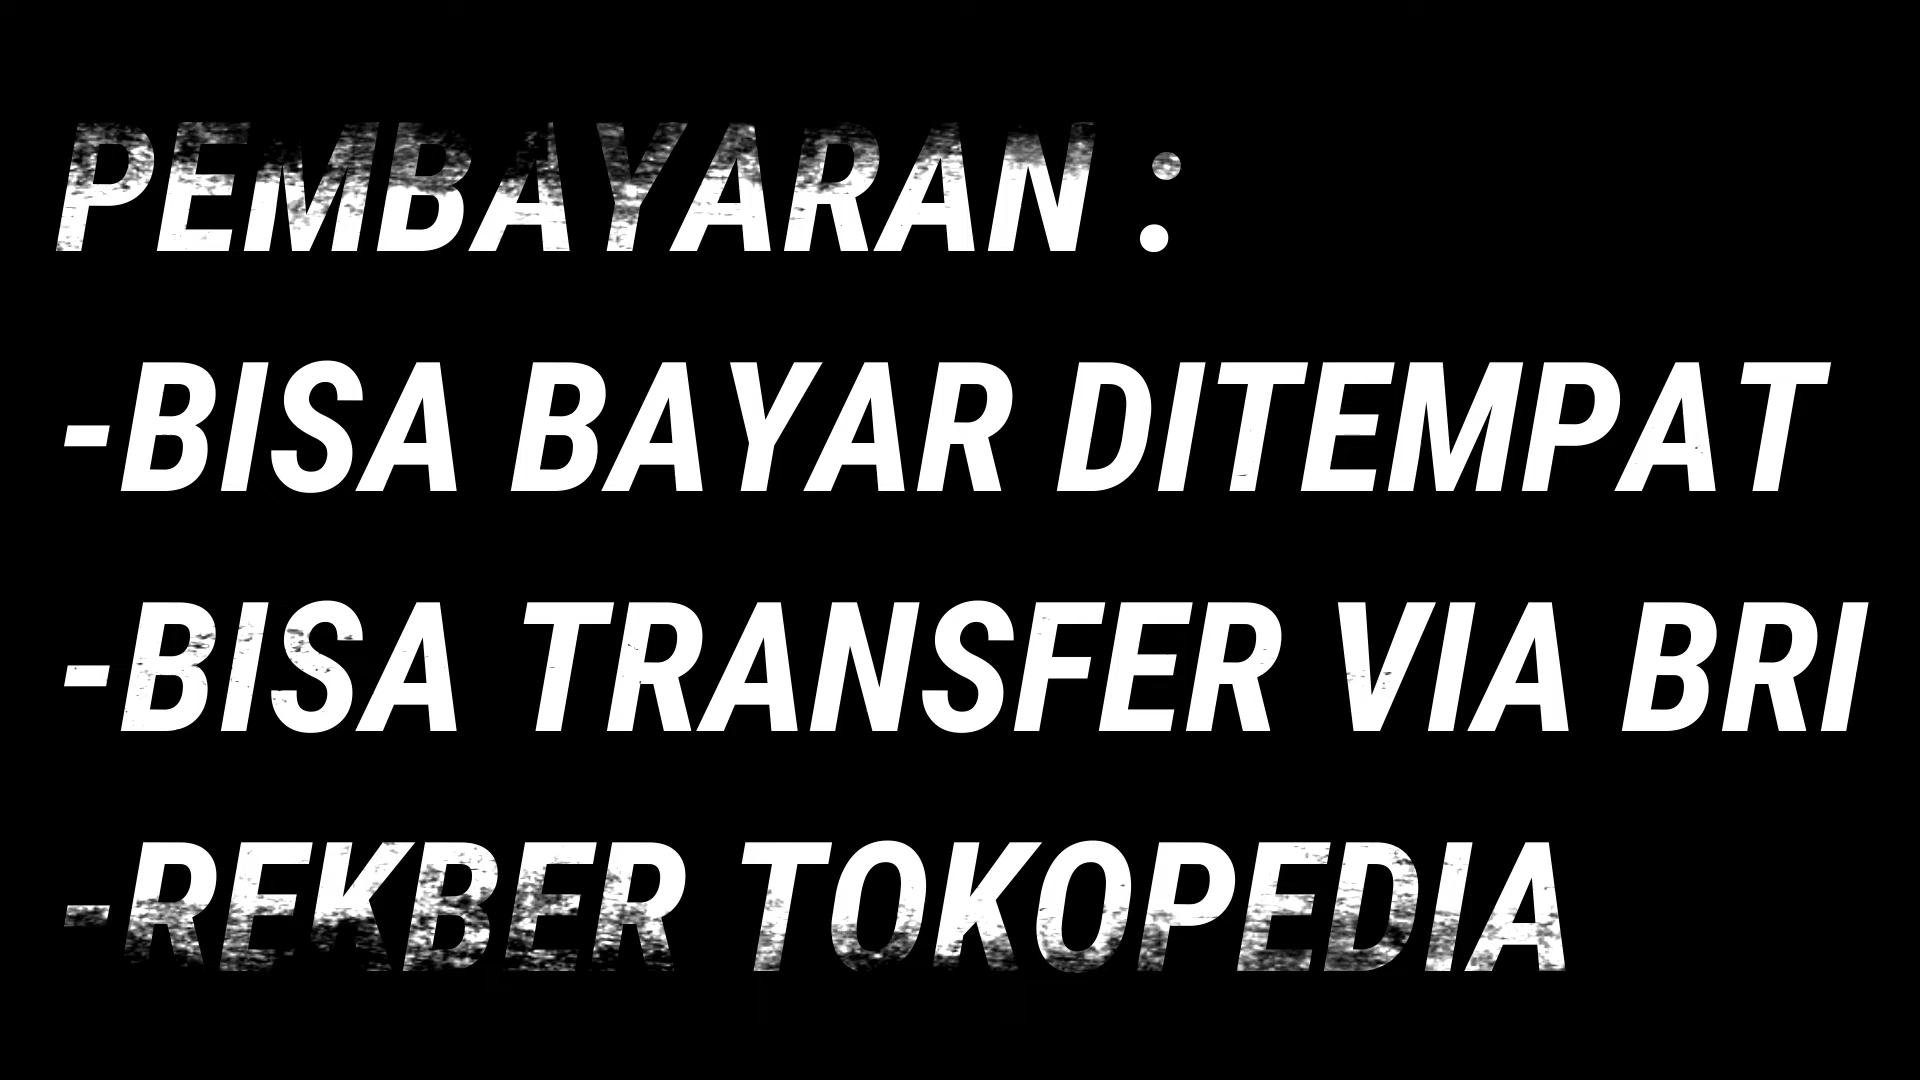 PEMBAYARAN :
-BISA BAYAR DITEMPAT
-BISA TRANSFER VIA BRI
-REKBER TOKOPEDIA